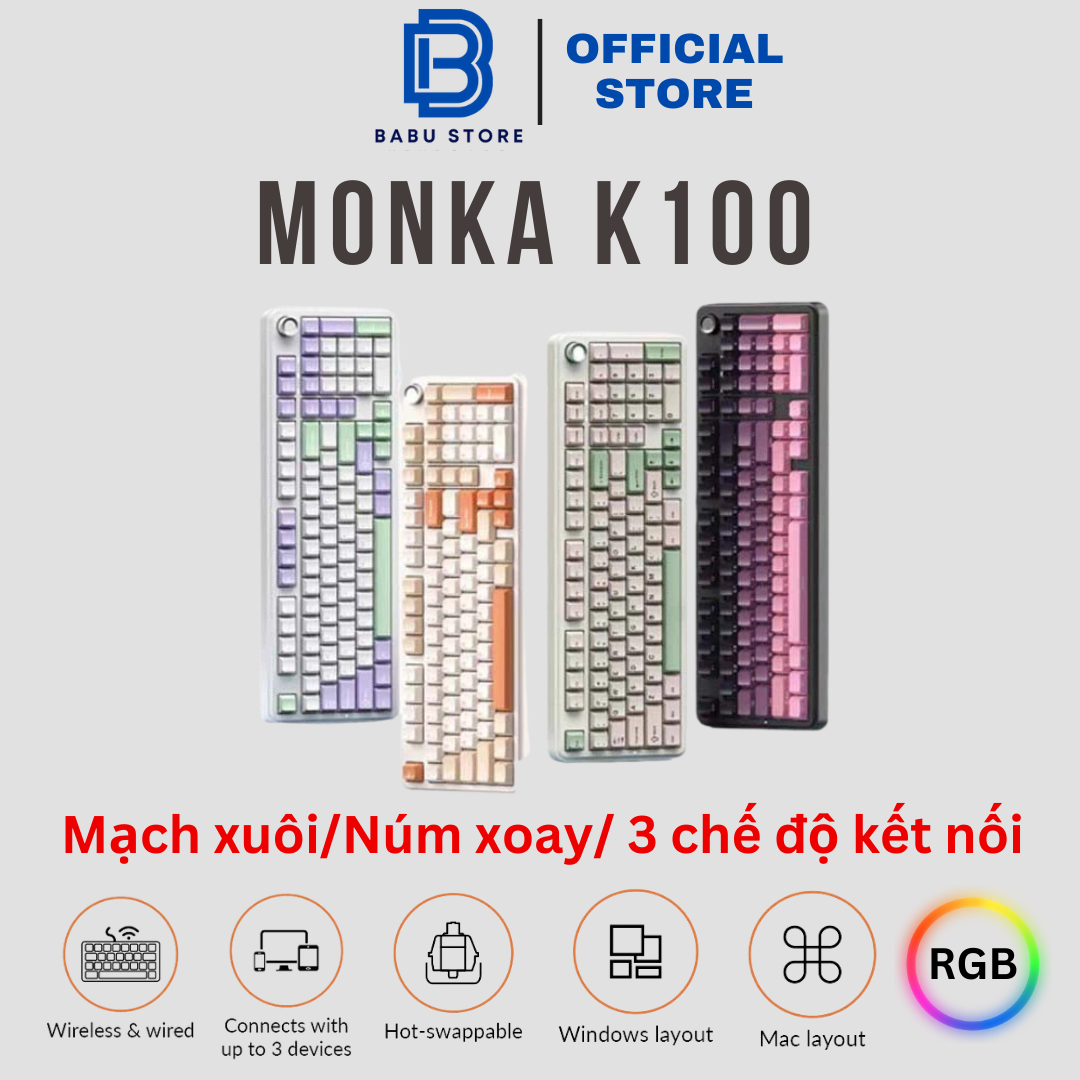 OFFICIAL
STORE
BABU STORE
MONKA K100
Mạch xuôi/Núm xoay/ 3 chế độ kết nối
RGB
Wireless & wired
Connects with
up to 3 devices
Hot-swappable
Windows layout
Mac layout